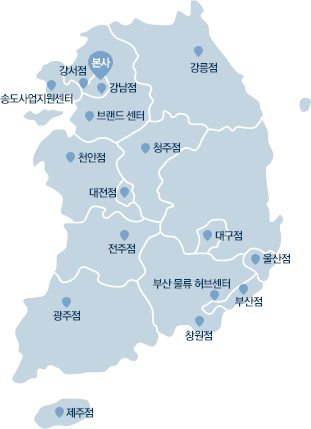 본사
강서점
강남점
강릉점
송도사업지원센터
브랜드 센터
천안점
청주점
대전점
전주점
대구점
울산점
부산 물류 허브센터
부산점
광주점
창원점
제주점